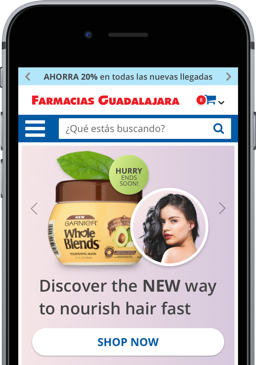 AHORRA 20% en todas las nuevas llegadas
FARMACIAS GUADALAJARA
¿Qué estás buscando?
HURRY
ENDS
SOON!
GARNIER
Whole
Blends
Discover the NEW way
to nourish hair fast
SHOP NOW